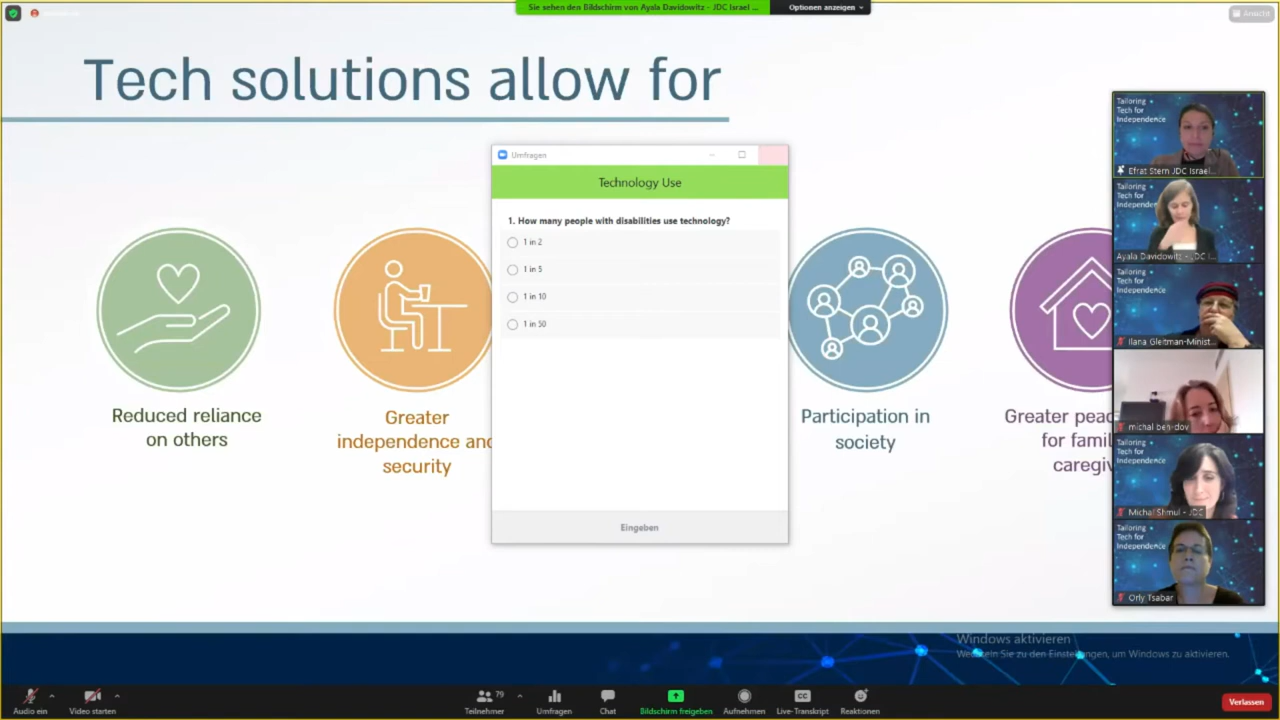 Sie sehen den Bildschirm von Ayala Davidowitz - JDC Israel ...
Optionen anzeigen
Ansicht
Tech solutions allow for
Umfragen
Technology Use
1. How many people with disabilities use technology?
1 in 2
1 in 5
1 in 10
1 in 50
Eingeben
Reduced reliance
on others
Greater
independence and
security
Participation in
society
Greater peac
for famil
caregiv
Tailoring
Tech for
Independence
Efrat Stern JDC Israel...
Tailoring
Tech for
Independence
Ayala Davidowitz - JDC I...
Tailoring
Tech for
Independence
Ilana Gleitman-Minist...
michal ben-dov
Tailoring
Tech for
Independence
Michal Shmul - JDC
Tailoring
Tech for
Independence
Orly Tsabar
Windows aktivieren
Wechseln Sie zu den Einstellungen, um Windows zu aktivieren.
Audio ein
Video starten
79
Teilnehmer
Umfragen
Chat
Bildschirm freigeben
Aufnehmen
CC
Live-Transkript
Reaktionen
Verlassen